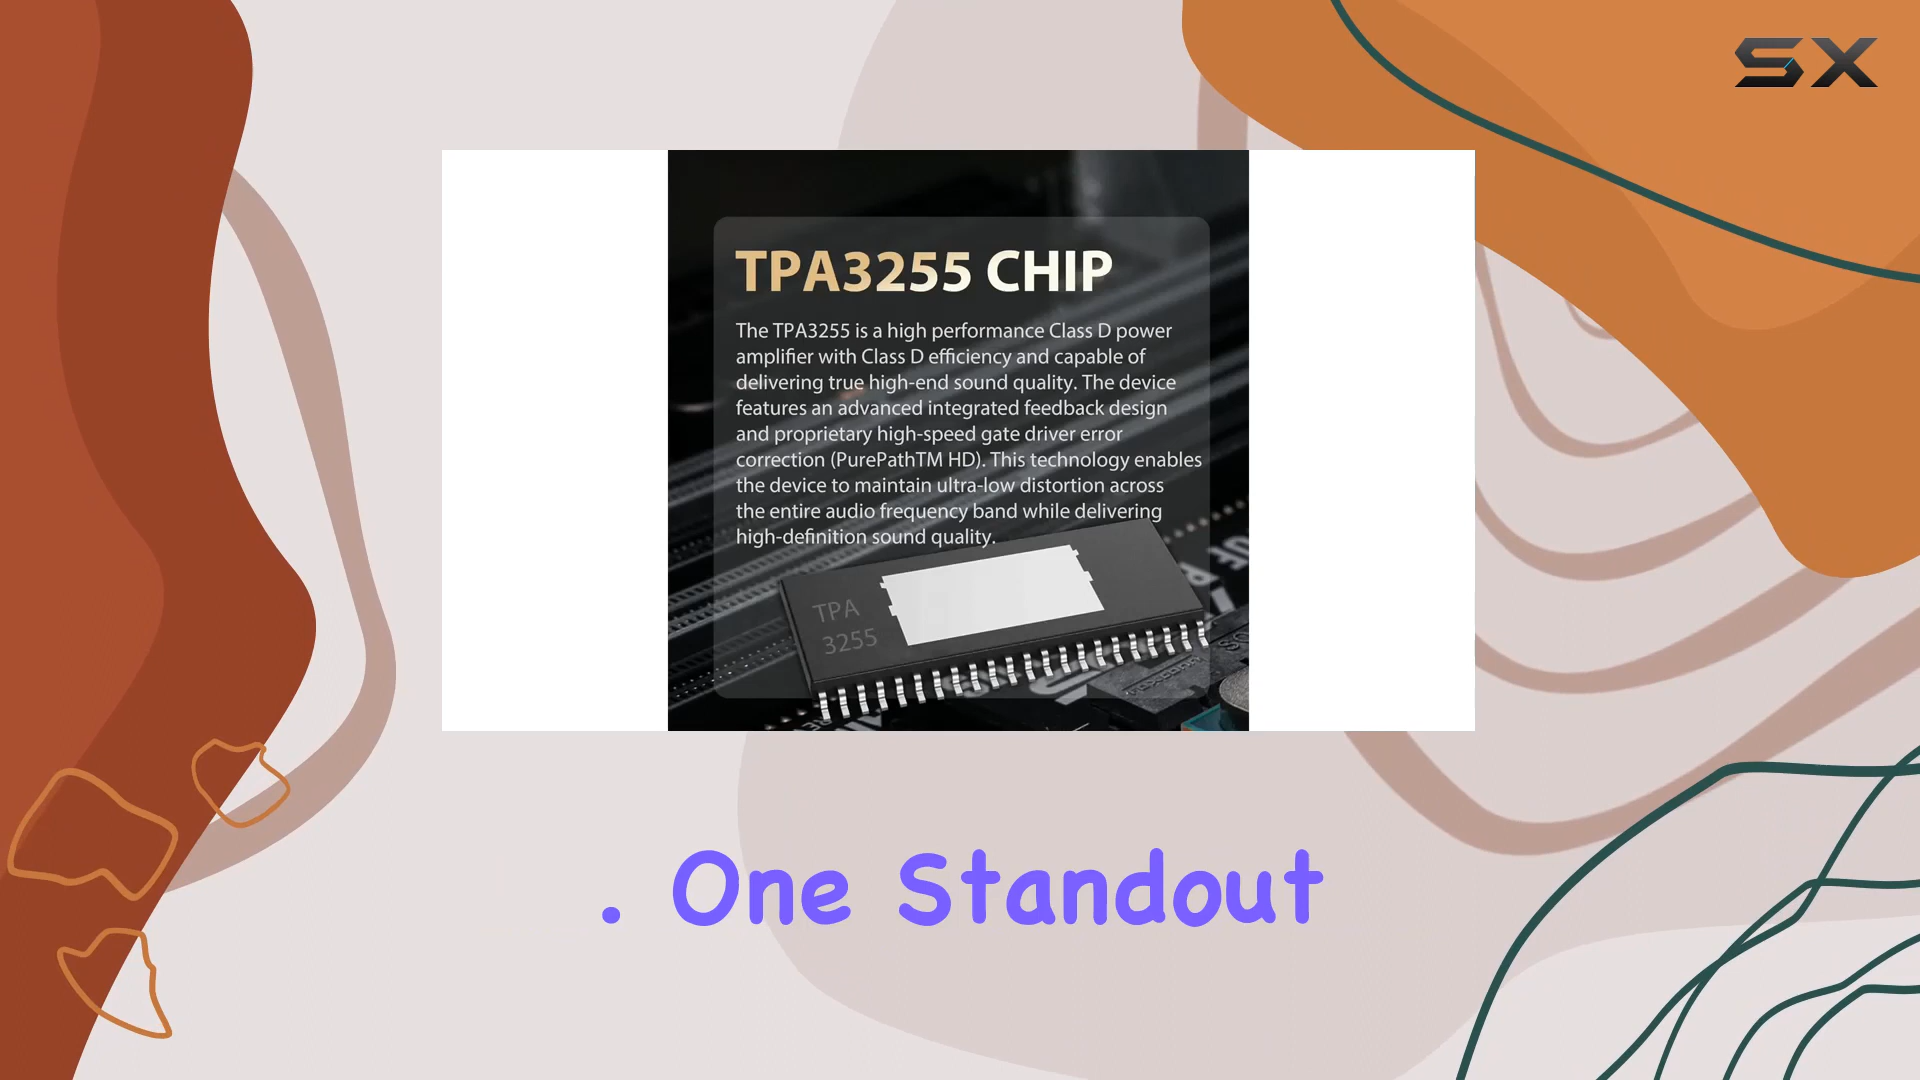 SX
TPA3255 CHIP
The TPA3255 is a high performance Class D power
amplifier with Class D efficiency and capable of
delivering true high-end sound quality. The device
features an advanced integrated feedback design
and proprietary high-speed gate driver error
correction (PurePathTM HD). This technology enables
the device to maintain ultra-low distortion across
the entire audio frequency band while delivering
high-definition sound quality.
TPA
3255
. One Standout